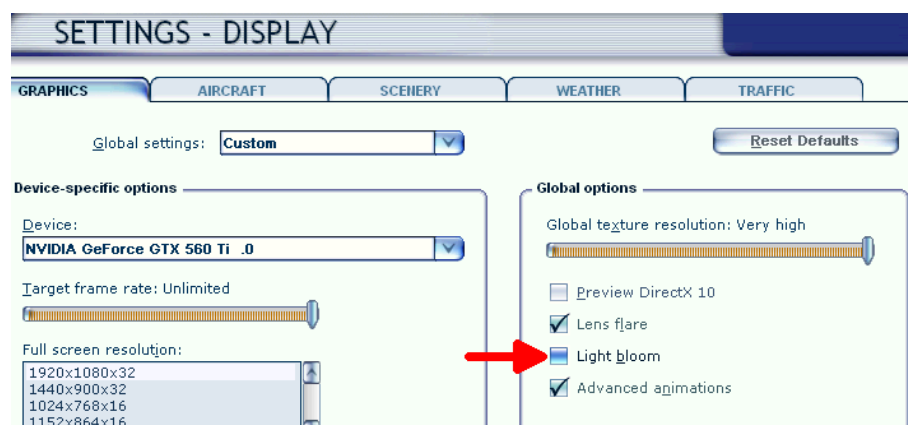 SETTINGS - DISPLAY
GRAPHICS AIRCRAFT SCENERY WEATHER TRAFFIC
Global settings: Custom Reset Defaults
Device-specific options
Device:
NVIDIA GeForce GTX 560 Ti .0
Target frame rate: Unlimited
Full screen resolution:
1920x1080x32
1440x900x32
1024x768x16
1152x864x16
Global options
Global texture resolution: Very high
Preview DirectX 10
Lens flare
Light bloom
Advanced animations